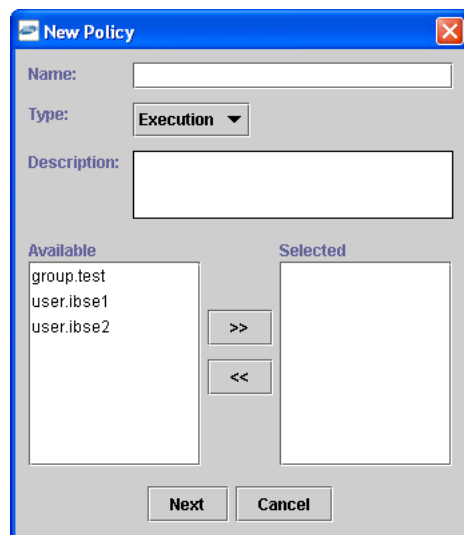 New Policy
Name:
Type:
Execution
Description:
Available
Selected
group.test
user.ibse1
user.ibse2
>>
<<
Next
Cancel